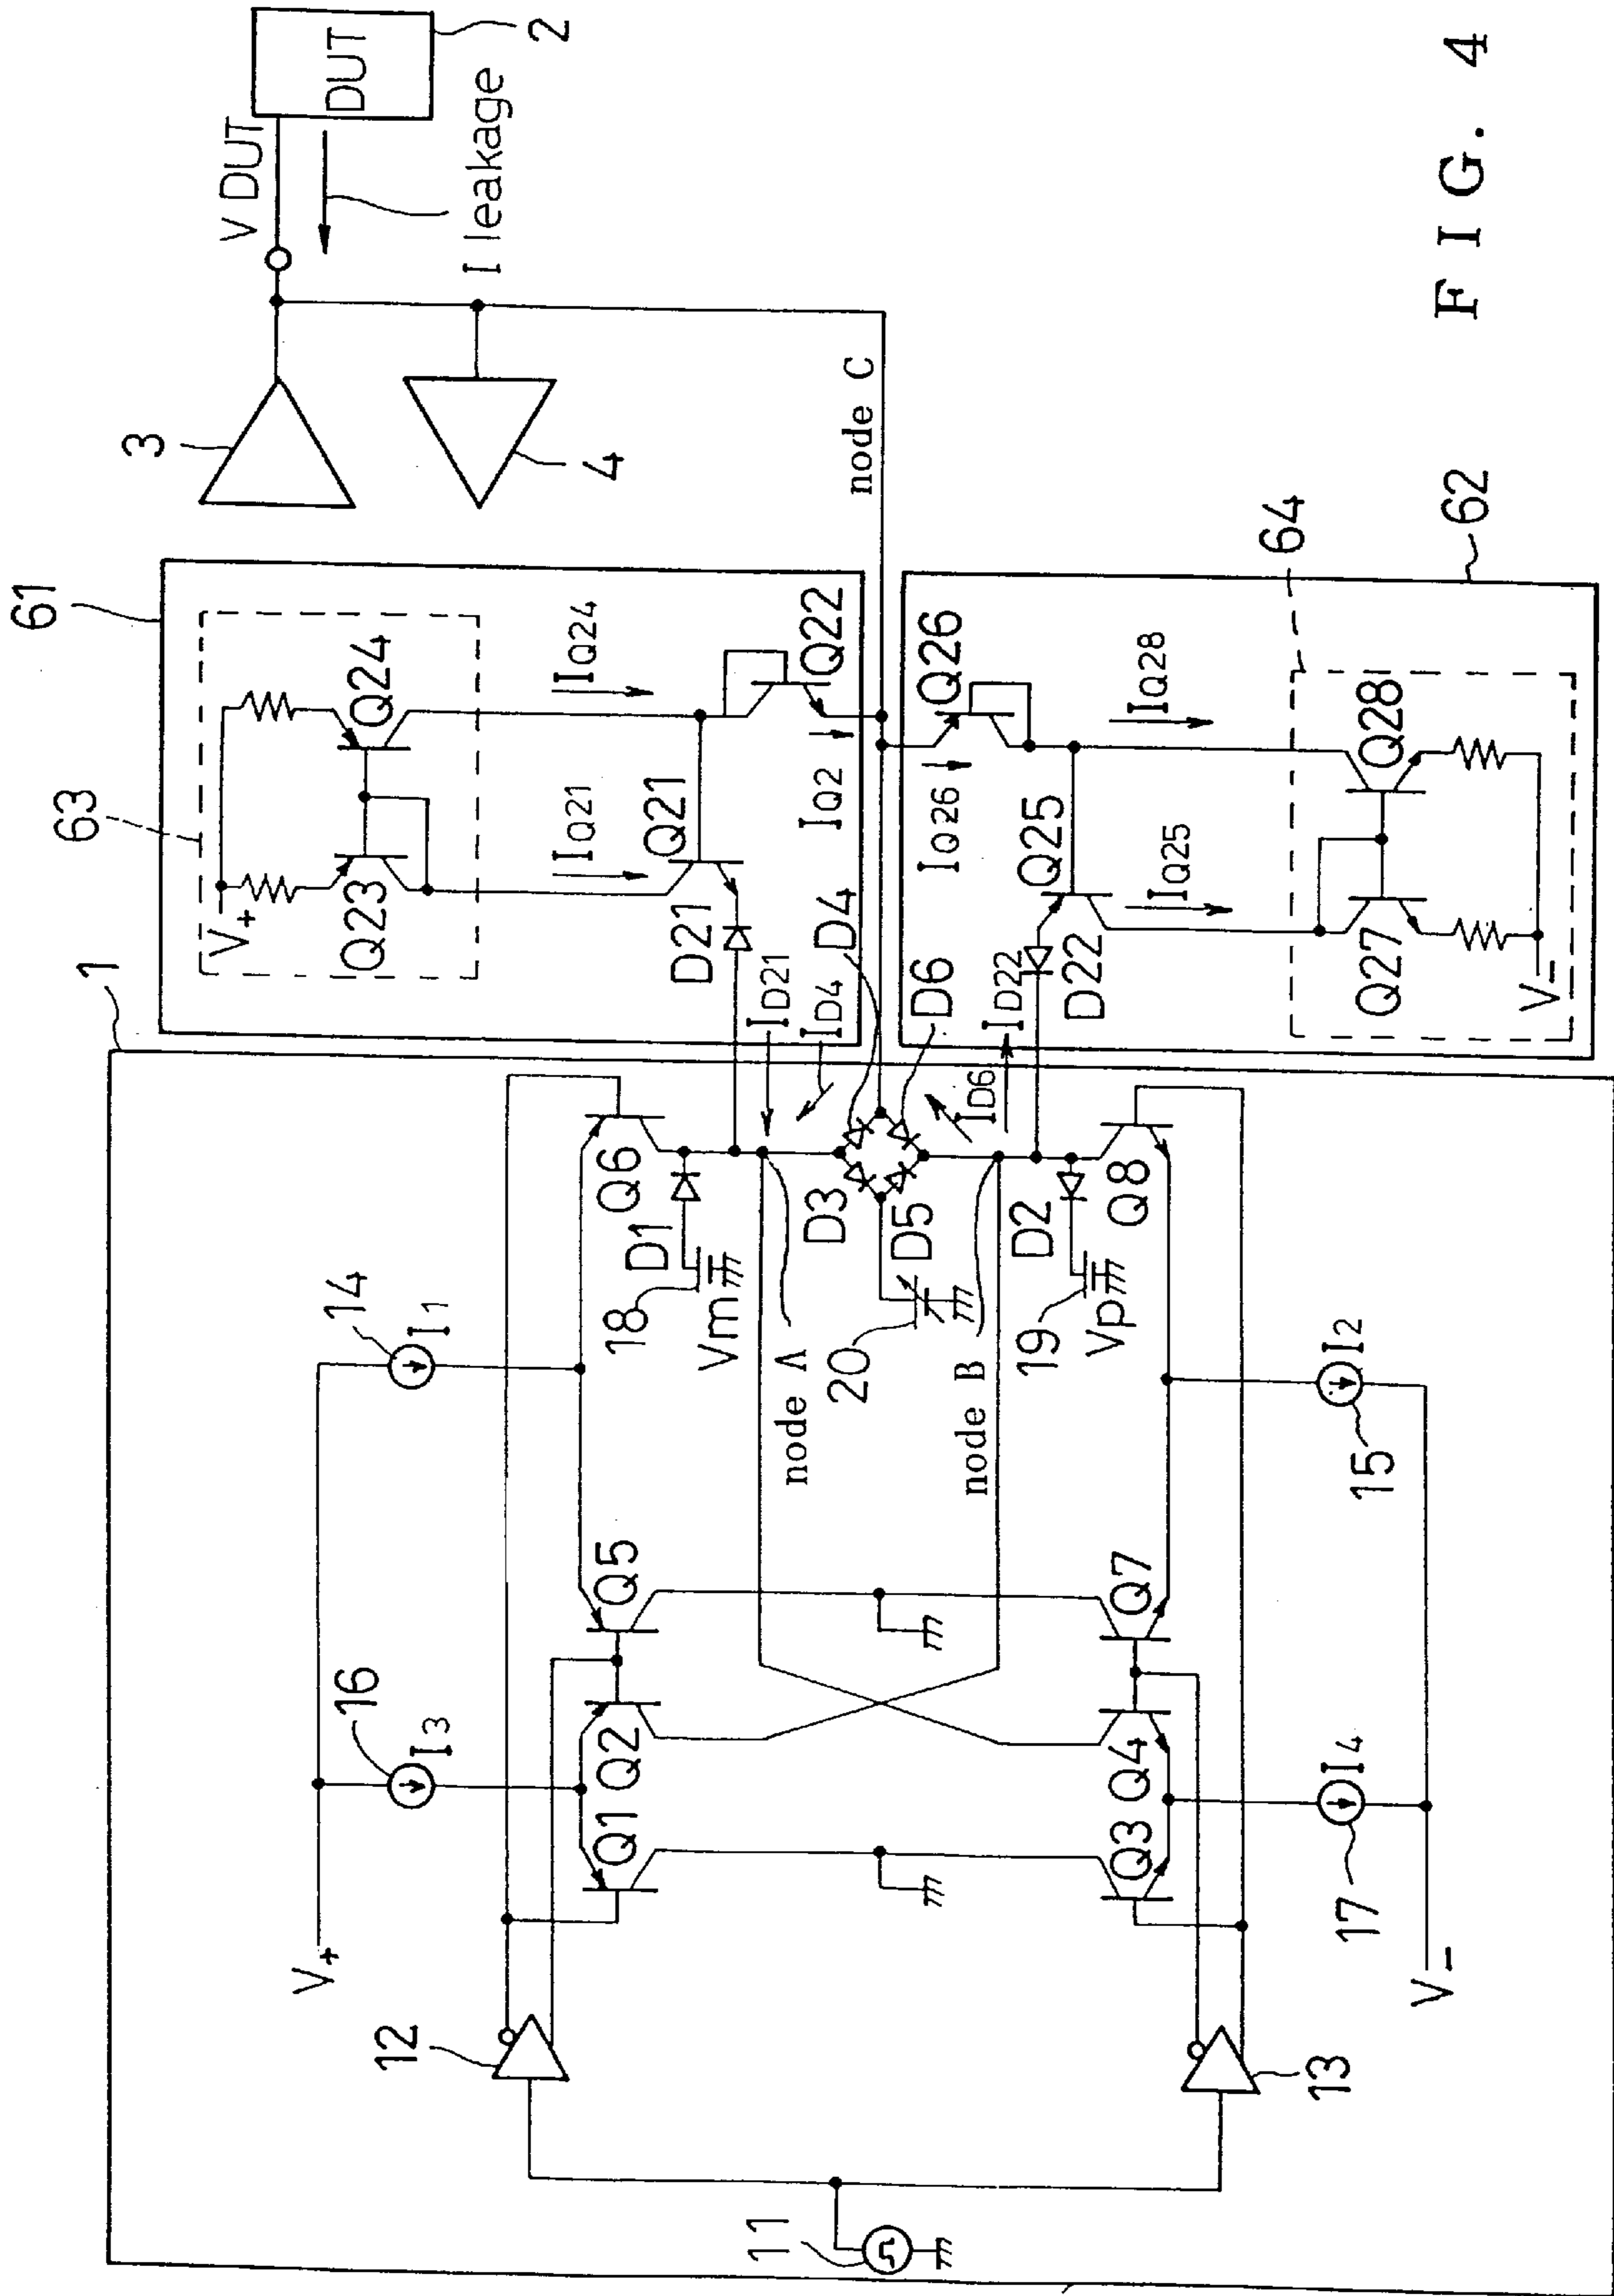 FIG. 4
61
63
V+
Q23
Q24
IQ21
IQ24
Q21
Q22
D21
IQ2
3
4
V DUT
DUT
2
I leakage
node C
62
64
Q26
IQ26
Q25
IQ28
IQ25
D22
Q27
Q28
V-
1
ID21
ID4
D4
D6
ID6
ID22
14
I1
16
I3
V+
Q1
Q2
Q5
Q6
D1
18
Vm
D3
D5
20
node A
node B
D2
19
Vp
Q3
Q4
Q7
Q8
I2
15
I4
17
V-
12
13
11